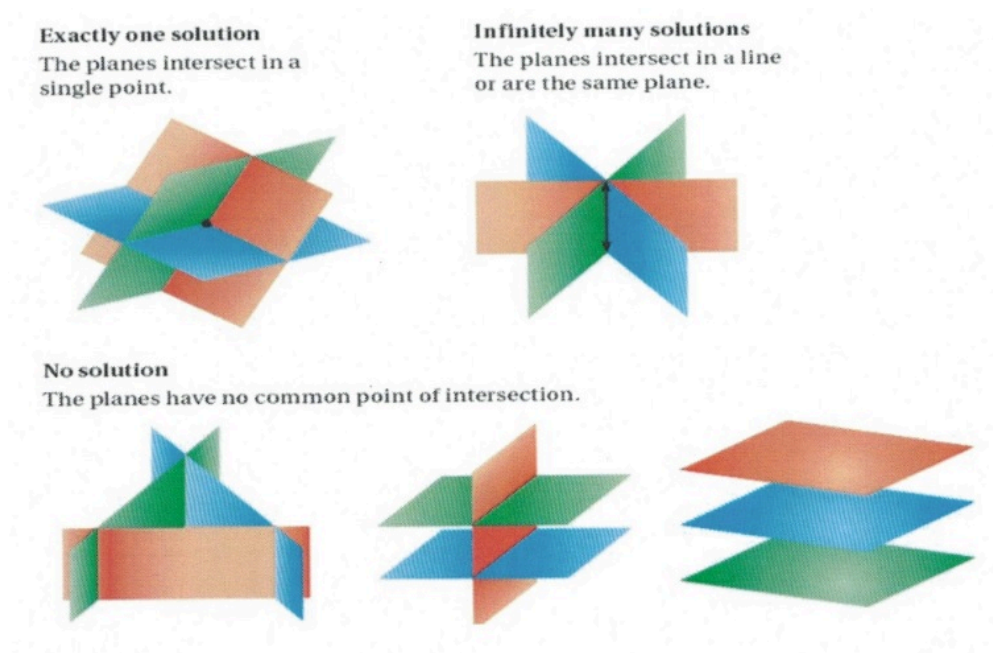 Exactly one solution
The planes intersect in a
single point.
Infinitely many solutions
The planes intersect in a line
or are the same plane.
No solution
The planes have no common point of intersection.